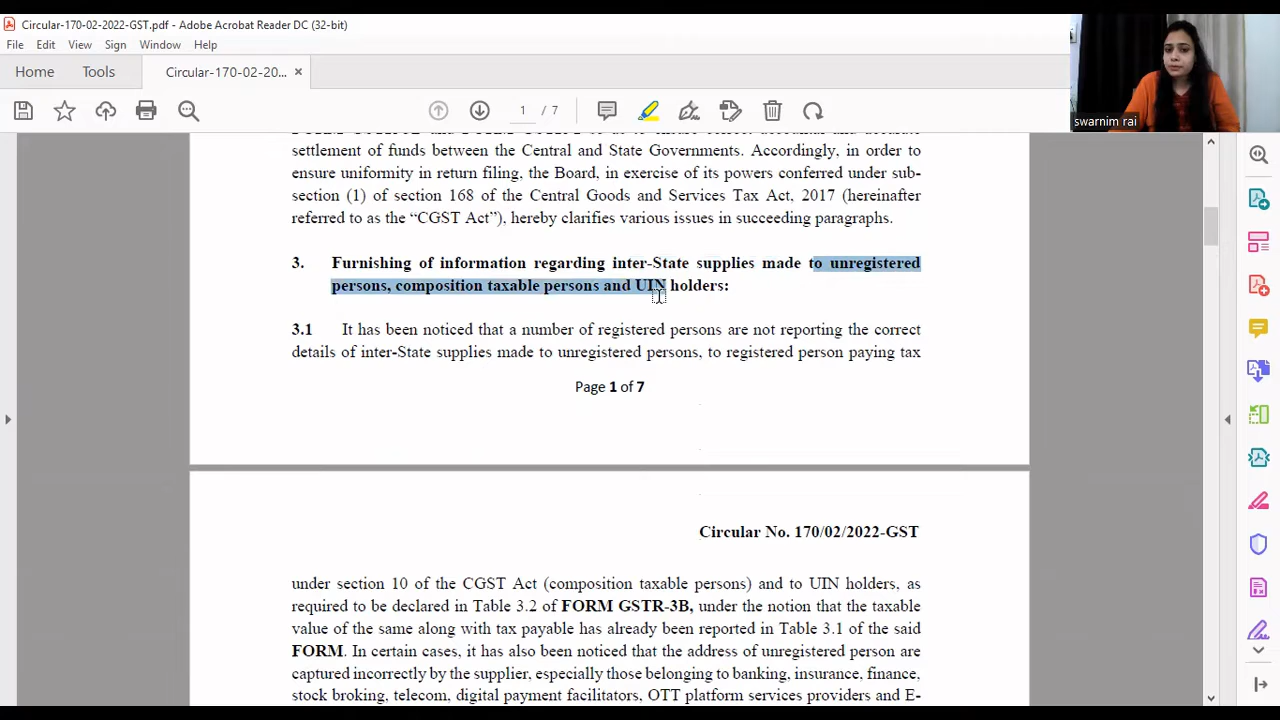 Circular-170-02-2022-GST.pdf - Adobe Acrobat Reader DC (32-bit)
File Edit View Sign Window Help
Home Tools Circular-170-02-20... ×
1 / 7
swarnim rai
settlement of funds between the Central and State Governments. Accordingly, in order to
ensure uniformity in return filing, the Board, in exercise of its powers conferred under sub-
section (1) of section 168 of the Central Goods and Services Tax Act, 2017 (hereinafter
referred to as the “CGST Act”), hereby clarifies various issues in succeeding paragraphs.
3. Furnishing of information regarding inter-State supplies made to unregistered
persons, composition taxable persons and UIN holders:
3.1 It has been noticed that a number of registered persons are not reporting the correct
details of inter-State supplies made to unregistered persons, to registered person paying tax
Page 1 of 7
Circular No. 170/02/2022-GST
under section 10 of the CGST Act (composition taxable persons) and to UIN holders, as
required to be declared in Table 3.2 of FORM GSTR-3B, under the notion that the taxable
value of the same along with tax payable has already been reported in Table 3.1 of the said
FORM. In certain cases, it has also been noticed that the address of unregistered person are
captured incorrectly by the supplier, especially those belonging to banking, insurance, finance,
stock broking, telecom, digital payment facilitators, OTT platform services providers and E-